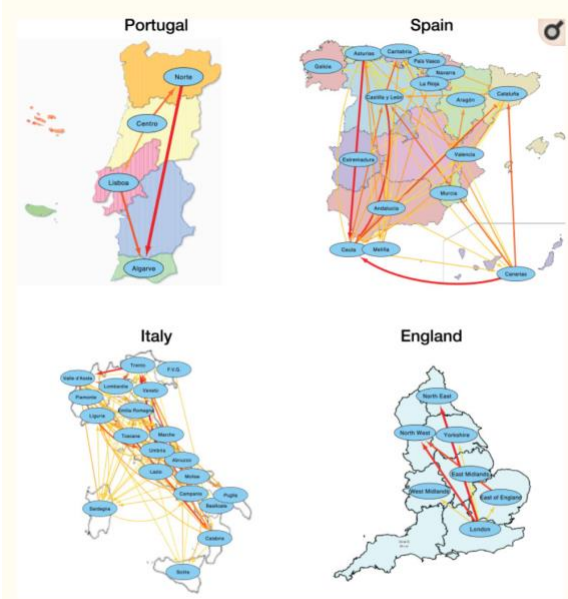 Portugal
Norte
Centro
Lisboa
Algarve
Spain
Galicia
Asturias
Cantabria
País Vasco
Navarra
La Rioja
Castilla y León
Aragón
Cataluña
Extremadura
Valencia
Murcia
Andalucía
Ceuta
Melilla
Canarias
Italy
Trento
F.V.G.
Valle d'Aosta
Lombardia
Veneto
Piemonte
Liguria
Emilia Romagna
Toscana
Marche
Umbria
Abruzzo
Lazio
Molise
Campania
Puglia
Basilicata
Sardegna
Calabria
Sicilia
England
North East
North West
Yorkshire
East Midlands
West Midlands
East of England
London